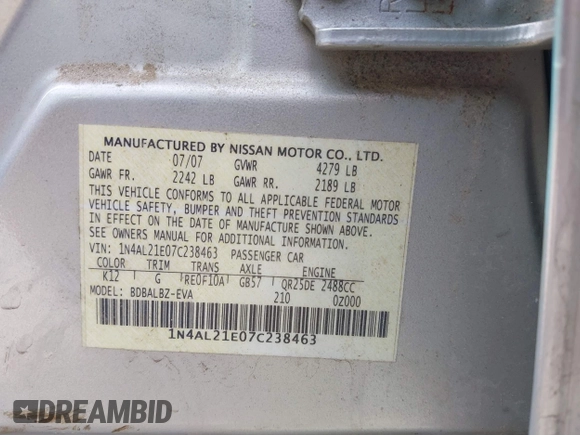 MANUFACTURED BY NISSAN MOTOR CO., LTD.
DATE 07/07 GVWR 4279 LB
GAWR FR. 2242 LB GAWR RR. 2189 LB
THIS VEHICLE CONFORMS TO ALL APPLICABLE FEDERAL MOTOR
VEHICLE SAFETY, BUMPER AND THEFT PREVENTION STANDARDS
IN EFFECT ON THE DATE OF MANUFACTURE SHOWN ABOVE.
SEE OWNERS MANUAL FOR ADDITIONAL INFORMATION.
VIN: 1N4AL21E07C238463 PASSENGER CAR
COLOR TRIM TRANS AXLE ENGINE
K12 G RE0F10A GB57 QR25DE 2488CC
MODEL: BDBALBZ-EVA 210 0Z000
1N4AL21E07C238463
DREAMBID